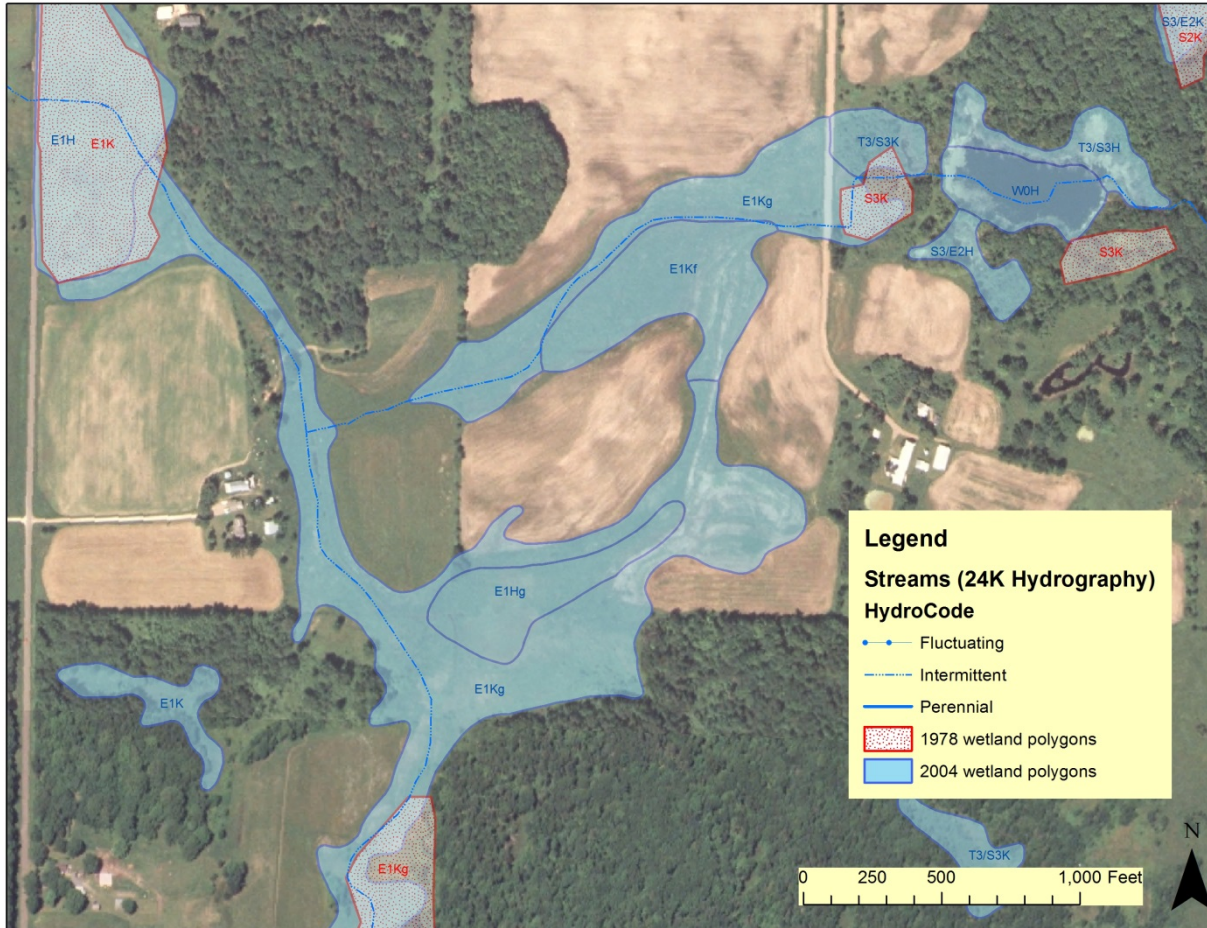 S3/E2K
S2K
E1H
E1K
T3/S3K
T3/S3H
W0H
E1Kg
S3K
S3/E2H
S3K
E1Kf
E1Hg
E1K
E1Kg
E1Kg
T3/S3K
Legend
Streams (24K Hydrography)
HydroCode
Fluctuating
Intermittent
Perennial
1978 wetland polygons
2004 wetland polygons
N
0 250 500 1,000 Feet